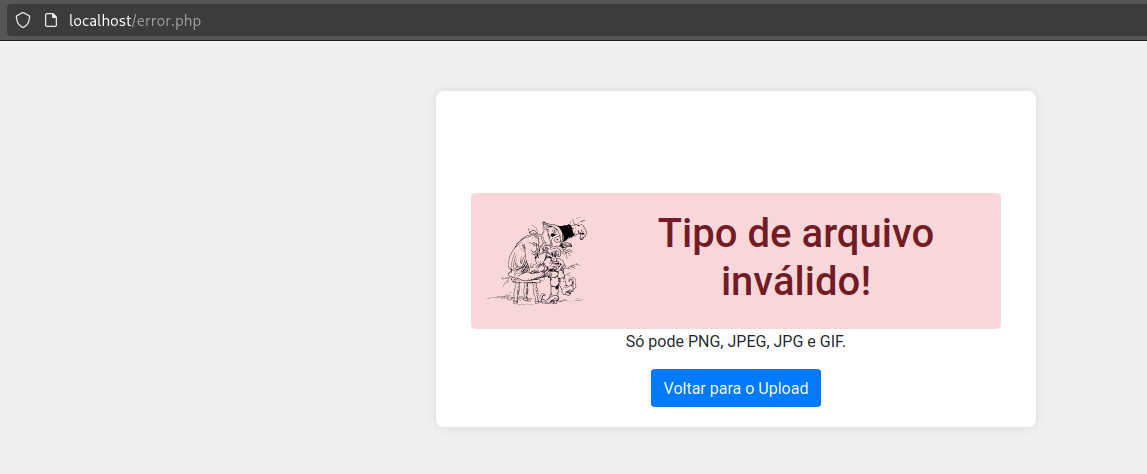 localhost/error.php
Tipo de arquivo
inválido!
Só pode PNG, JPEG, JPG e GIF.
Voltar para o Upload